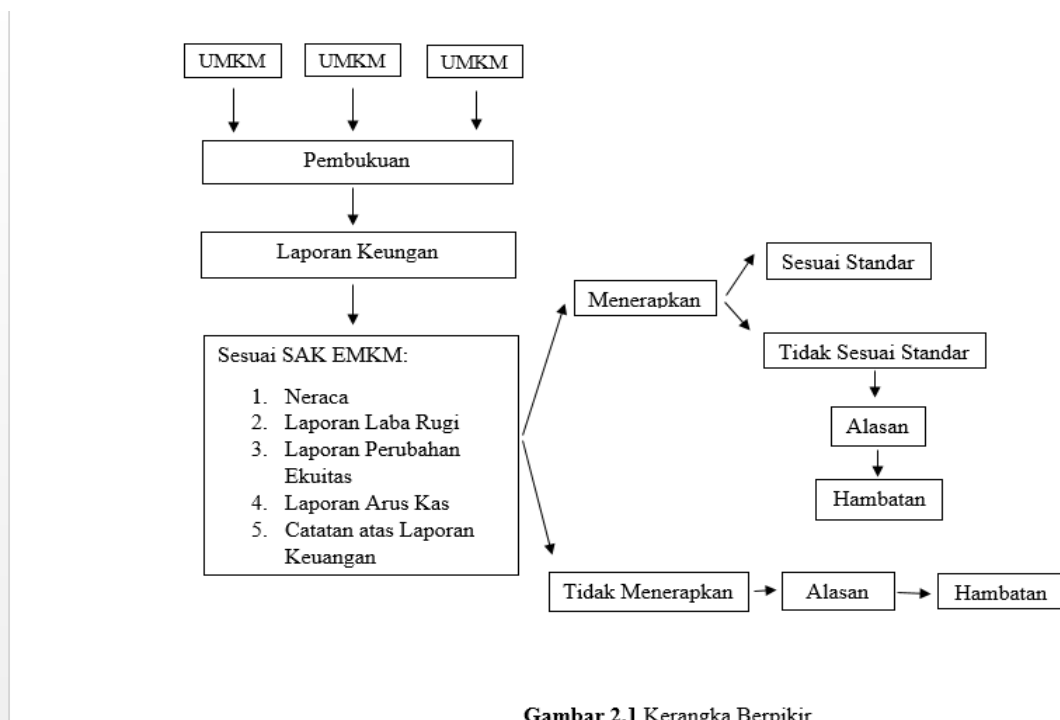 UMKM UMKM UMKM
Pembukuan
Laporan Keungan
Sesuai SAK EMKM:
1. Neraca
2. Laporan Laba Rugi
3. Laporan Perubahan
Ekuitas
4. Laporan Arus Kas
5. Catatan atas Laporan
Keuangan
Menerapkan
Sesuai Standar
Tidak Sesuai Standar
Alasan
Hambatan
Tidak Menerapkan
Alasan
Hambatan
Gambar 2.1 Kerangka Berpikir